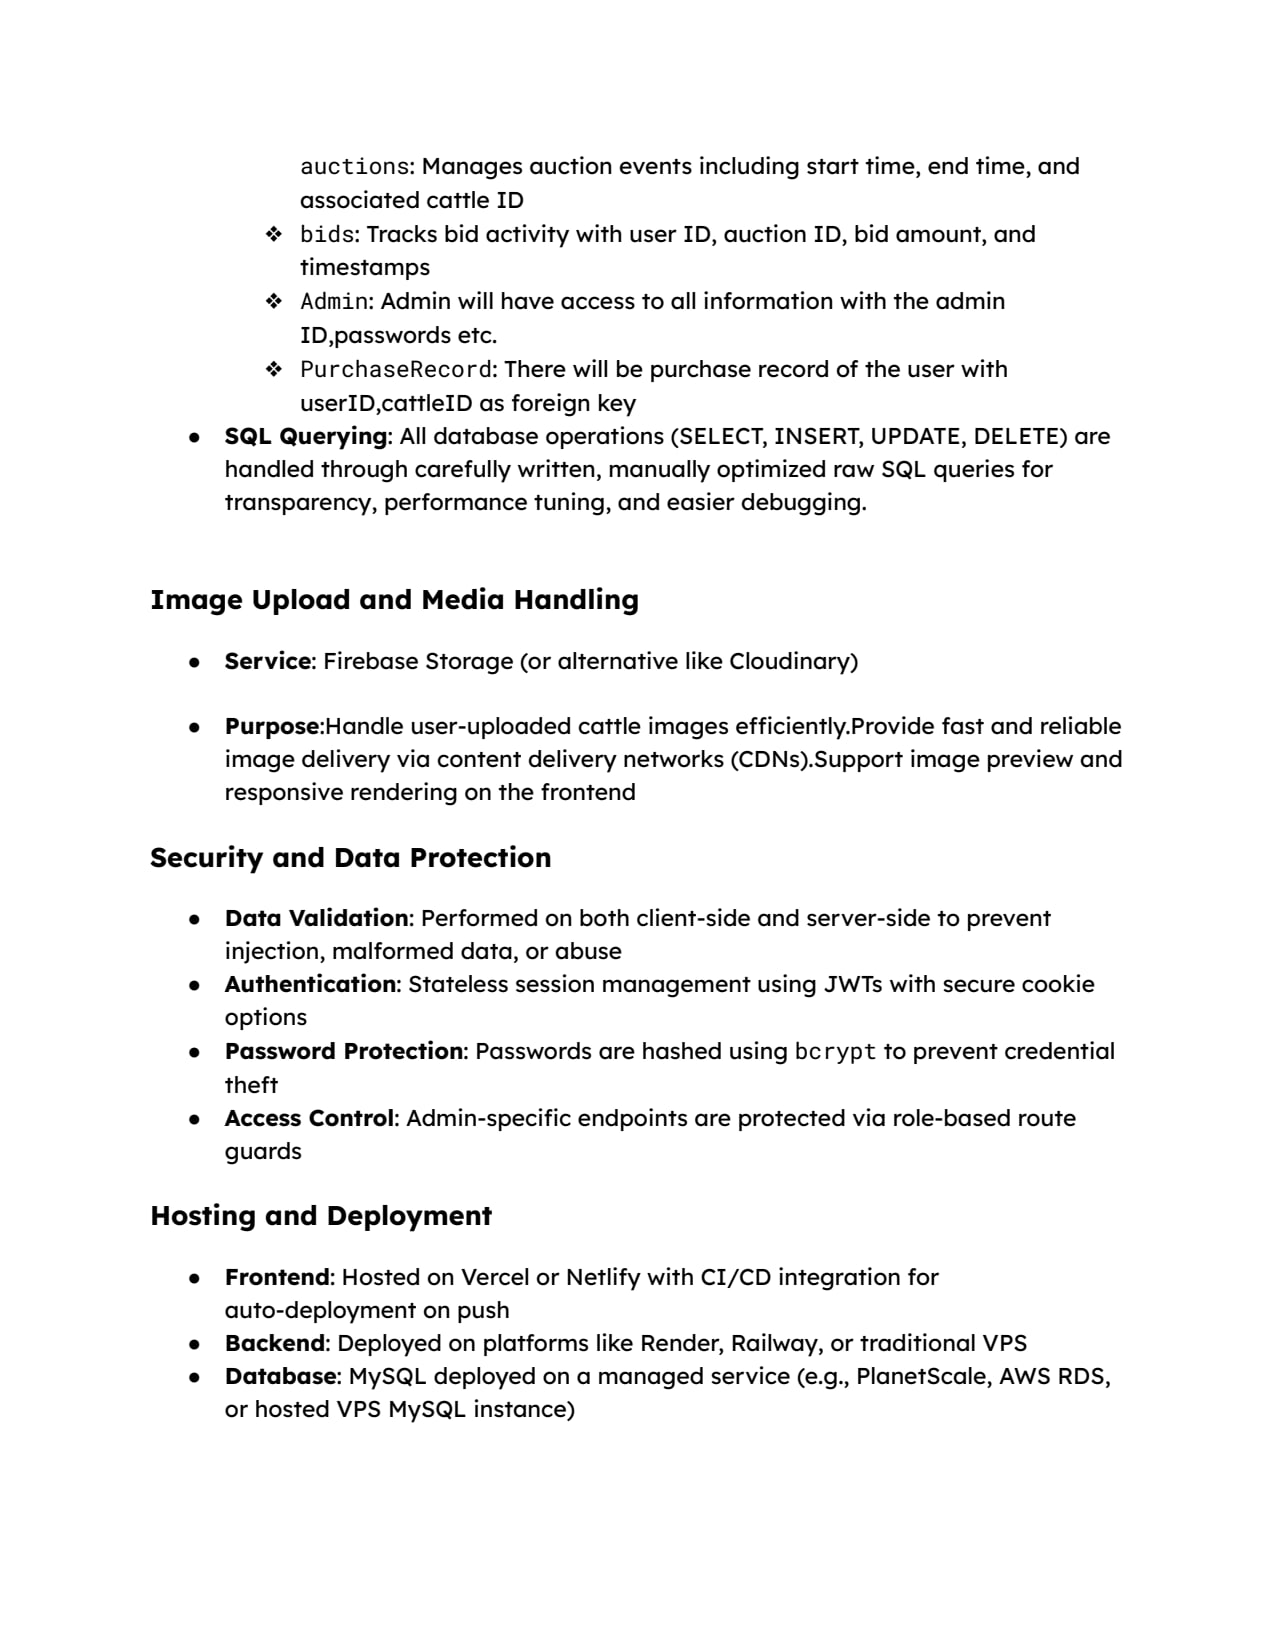 auctions: Manages auction events including start time, end time, and
associated cattle ID
❖ bids: Tracks bid activity with user ID, auction ID, bid amount, and
timestamps
❖ Admin: Admin will have access to all information with the admin
ID,passwords etc.
❖ PurchaseRecord: There will be purchase record of the user with
userID,cattleID as foreign key
● SQL Querying: All database operations (SELECT, INSERT, UPDATE, DELETE) are
handled through carefully written, manually optimized raw SQL queries for
transparency, performance tuning, and easier debugging.
Image Upload and Media Handling
● Service: Firebase Storage (or alternative like Cloudinary)
● Purpose:Handle user-uploaded cattle images efficiently.Provide fast and reliable
image delivery via content delivery networks (CDNs).Support image preview and
responsive rendering on the frontend
Security and Data Protection
● Data Validation: Performed on both client-side and server-side to prevent
injection, malformed data, or abuse
● Authentication: Stateless session management using JWTs with secure cookie
options
● Password Protection: Passwords are hashed using bcrypt to prevent credential
theft
● Access Control: Admin-specific endpoints are protected via role-based route
guards
Hosting and Deployment
● Frontend: Hosted on Vercel or Netlify with CI/CD integration for
auto-deployment on push
● Backend: Deployed on platforms like Render, Railway, or traditional VPS
● Database: MySQL deployed on a managed service (e.g., PlanetScale, AWS RDS,
or hosted VPS MySQL instance)